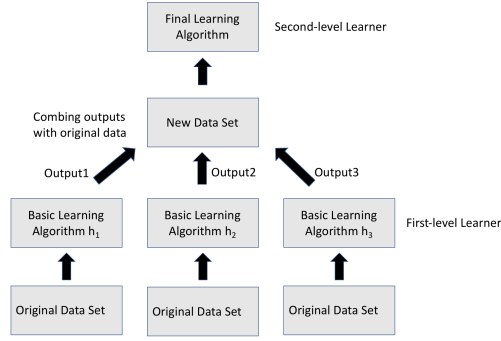 Final Learning
Algorithm
Second-level Learner
Combing outputs
with original data
New Data Set
Output1
Output2
Output3
Basic Learning
Algorithm h₁
Basic Learning
Algorithm h₂
Basic Learning
Algorithm h₃
First-level Learner
Original Data Set
Original Data Set
Original Data Set